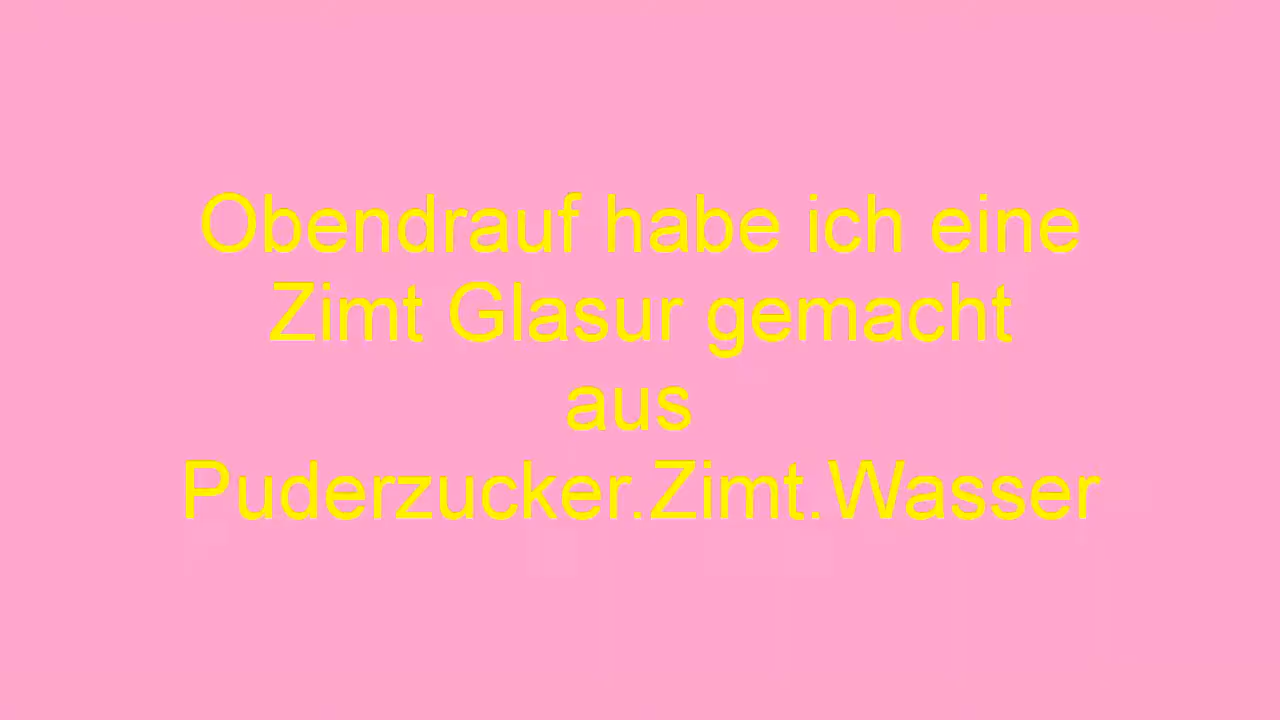 Obendrauf habe ich eine
Zimt Glasur gemacht
aus
Puderzucker.Zimt.Wasser